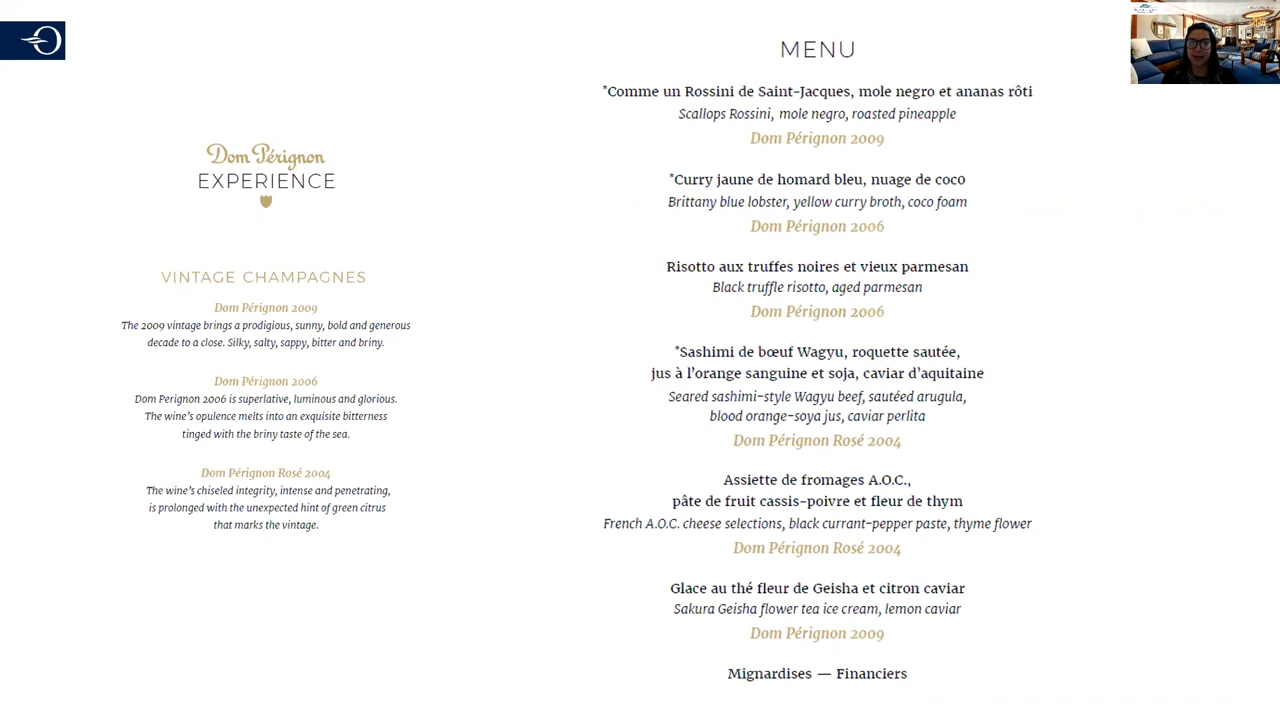 Dom Pérignon
EXPERIENCE
VINTAGE CHAMPAGNES
Dom Pérignon 2009
The 2009 vintage brings a prodigious, sunny, bold and generous
decade to a close. Silky, salty, sappy, bitter and briny.
Dom Pérignon 2006
Dom Perignon 2006 is superlative, luminous and glorious.
The wine's opulence melts into an exquisite bitterness
tinged with the briny taste of the sea.
Dom Pérignon Rosé 2004
The wine's chiseled integrity, intense and penetrating,
is prolonged with the unexpected hint of green citrus
that marks the vintage.
MENU
*Comme un Rossini de Saint-Jacques, mole negro et ananas rôti
Scallops Rossini, mole negro, roasted pineapple
Dom Pérignon 2009
*Curry jaune de homard bleu, nuage de coco
Brittany blue lobster, yellow curry broth, coco foam
Dom Pérignon 2006
Risotto aux truffes noires et vieux parmesan
Black truffle risotto, aged parmesan
Dom Pérignon 2006
*Sashimi de bœuf Wagyu, roquette sautée,
jus à l'orange sanguine et soja, caviar d'aquitaine
Seared sashimi-style Wagyu beef, sautéed arugula,
blood orange-soya jus, caviar perlita
Dom Pérignon Rosé 2004
Assiette de fromages A.O.C.,
pâte de fruit cassis-poivre et fleur de thym
French A.O.C. cheese selections, black currant-pepper paste, thyme flower
Dom Pérignon Rosé 2004
Glace au thé fleur de Geisha et citron caviar
Sakura Geisha flower tea ice cream, lemon caviar
Dom Pérignon 2009
Mignardises — Financiers